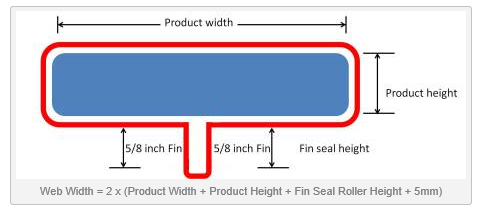 Product width
Product height
5/8 inch Fin
5/8 inch Fin
Fin seal height
Web Width = 2 x (Product Width + Product Height + Fin Seal Roller Height + 5mm)